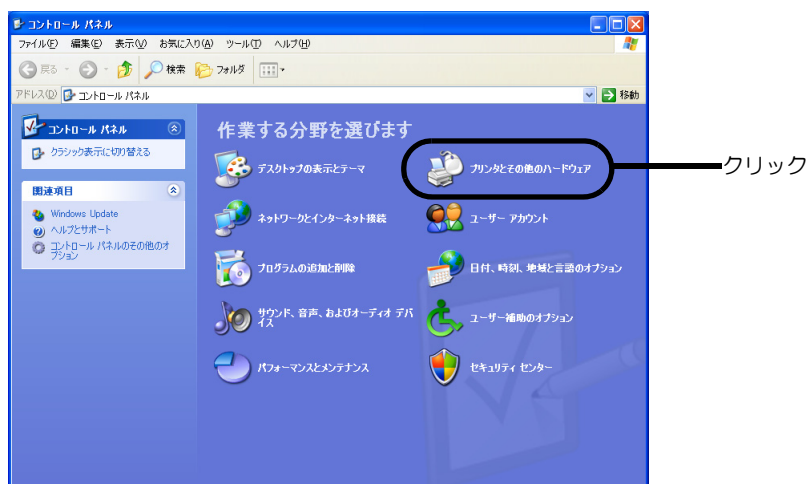 コントロール パネル
ファイル(F) 編集(E) 表示(V) お気に入り(A) ツール(T) ヘルプ(H)
戻る 検索 フォルダ
アドレス(D) コントロール パネル 移動
コントロール パネル
クラシック表示に切り替える
関連項目
Windows Update
ヘルプとサポート
コントロール パネルのその他のオ
プション
作業する分野を選びます
デスクトップの表示とテーマ
プリンタとその他のハードウェア
クリック
ネットワークとインターネット接続
ユーザー アカウント
プログラムの追加と削除
日付、時刻、地域と言語のオプション
サウンド、音声、およびオーディオ デバ
イス
ユーザー補助のオプション
パフォーマンスとメンテナンス
セキュリティ センター